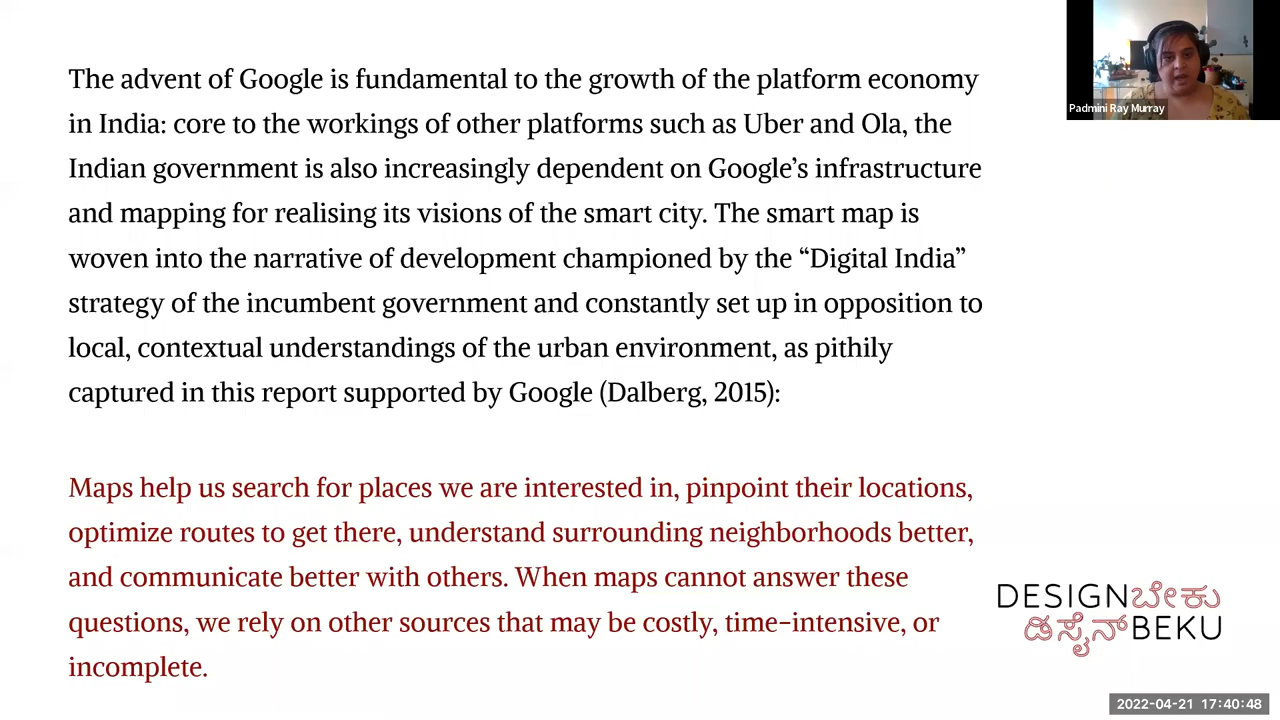 The advent of Google is fundamental to the growth of the platform economy
in India: core to the workings of other platforms such as Uber and Ola, the
Indian government is also increasingly dependent on Google’s infrastructure
and mapping for realising its visions of the smart city. The smart map is
woven into the narrative of development championed by the “Digital India”
strategy of the incumbent government and constantly set up in opposition to
local, contextual understandings of the urban environment, as pithily
captured in this report supported by Google (Dalberg, 2015):
Maps help us search for places we are interested in, pinpoint their locations,
optimize routes to get there, understand surrounding neighborhoods better,
and communicate better with others. When maps cannot answer these
questions, we rely on other sources that may be costly, time-intensive, or
incomplete.
Padmini Ray Murray
DESIGNಬೇಕು
ಡಿಸೈನ್BEKU
2022-04-21 17:40:48